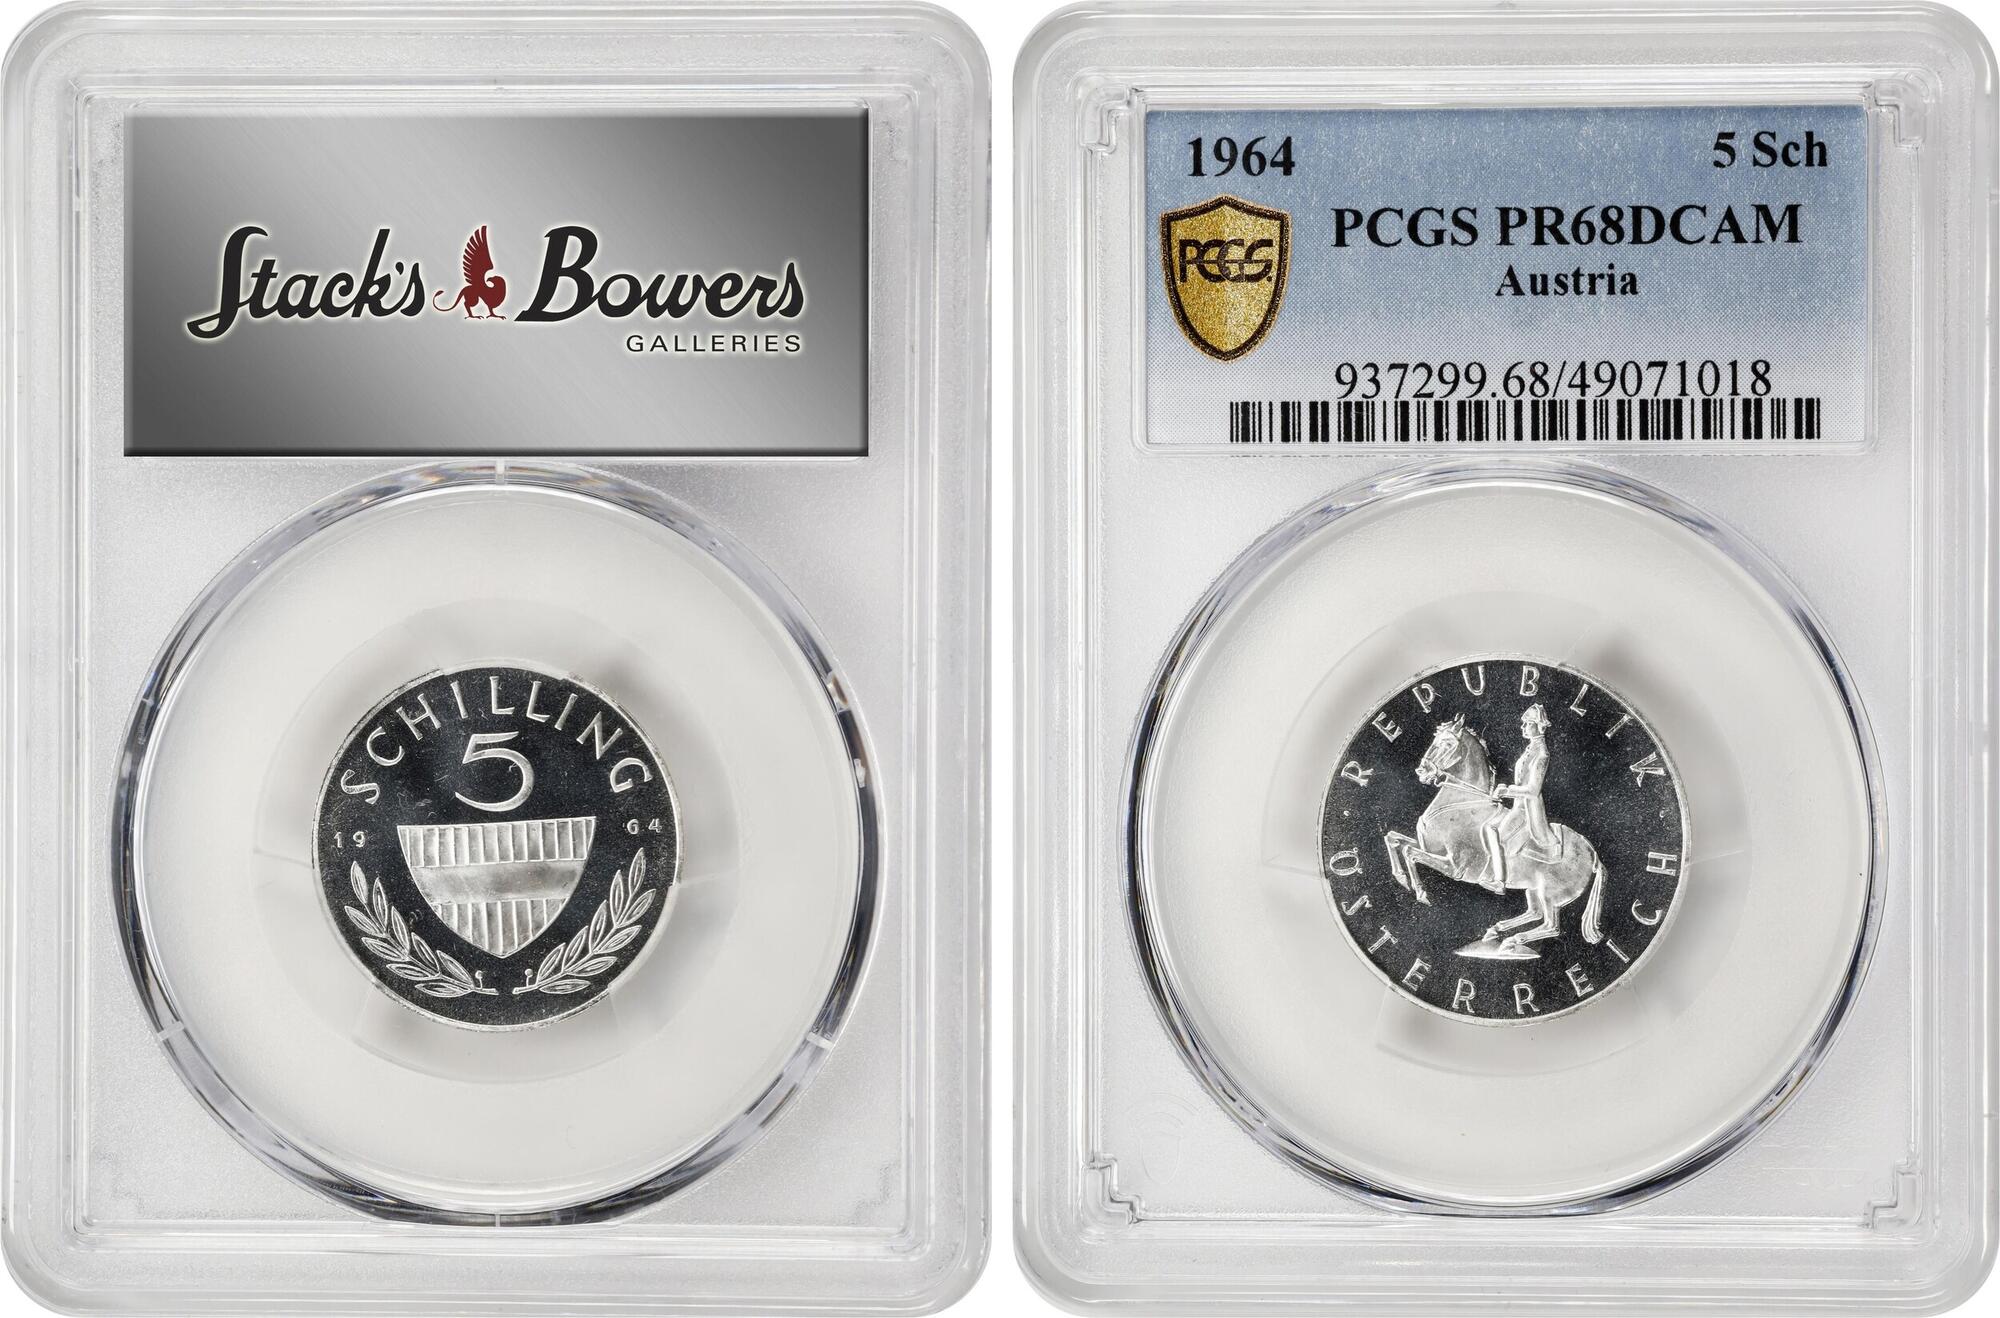 Stack's Bowers
GALLERIES
SCHILLING
5
19 64
1964 5 Sch
PCGS
PCGS PR68DCAM
Austria
937299.68/49071018
REPUBLIK · ÖSTERREICH ·